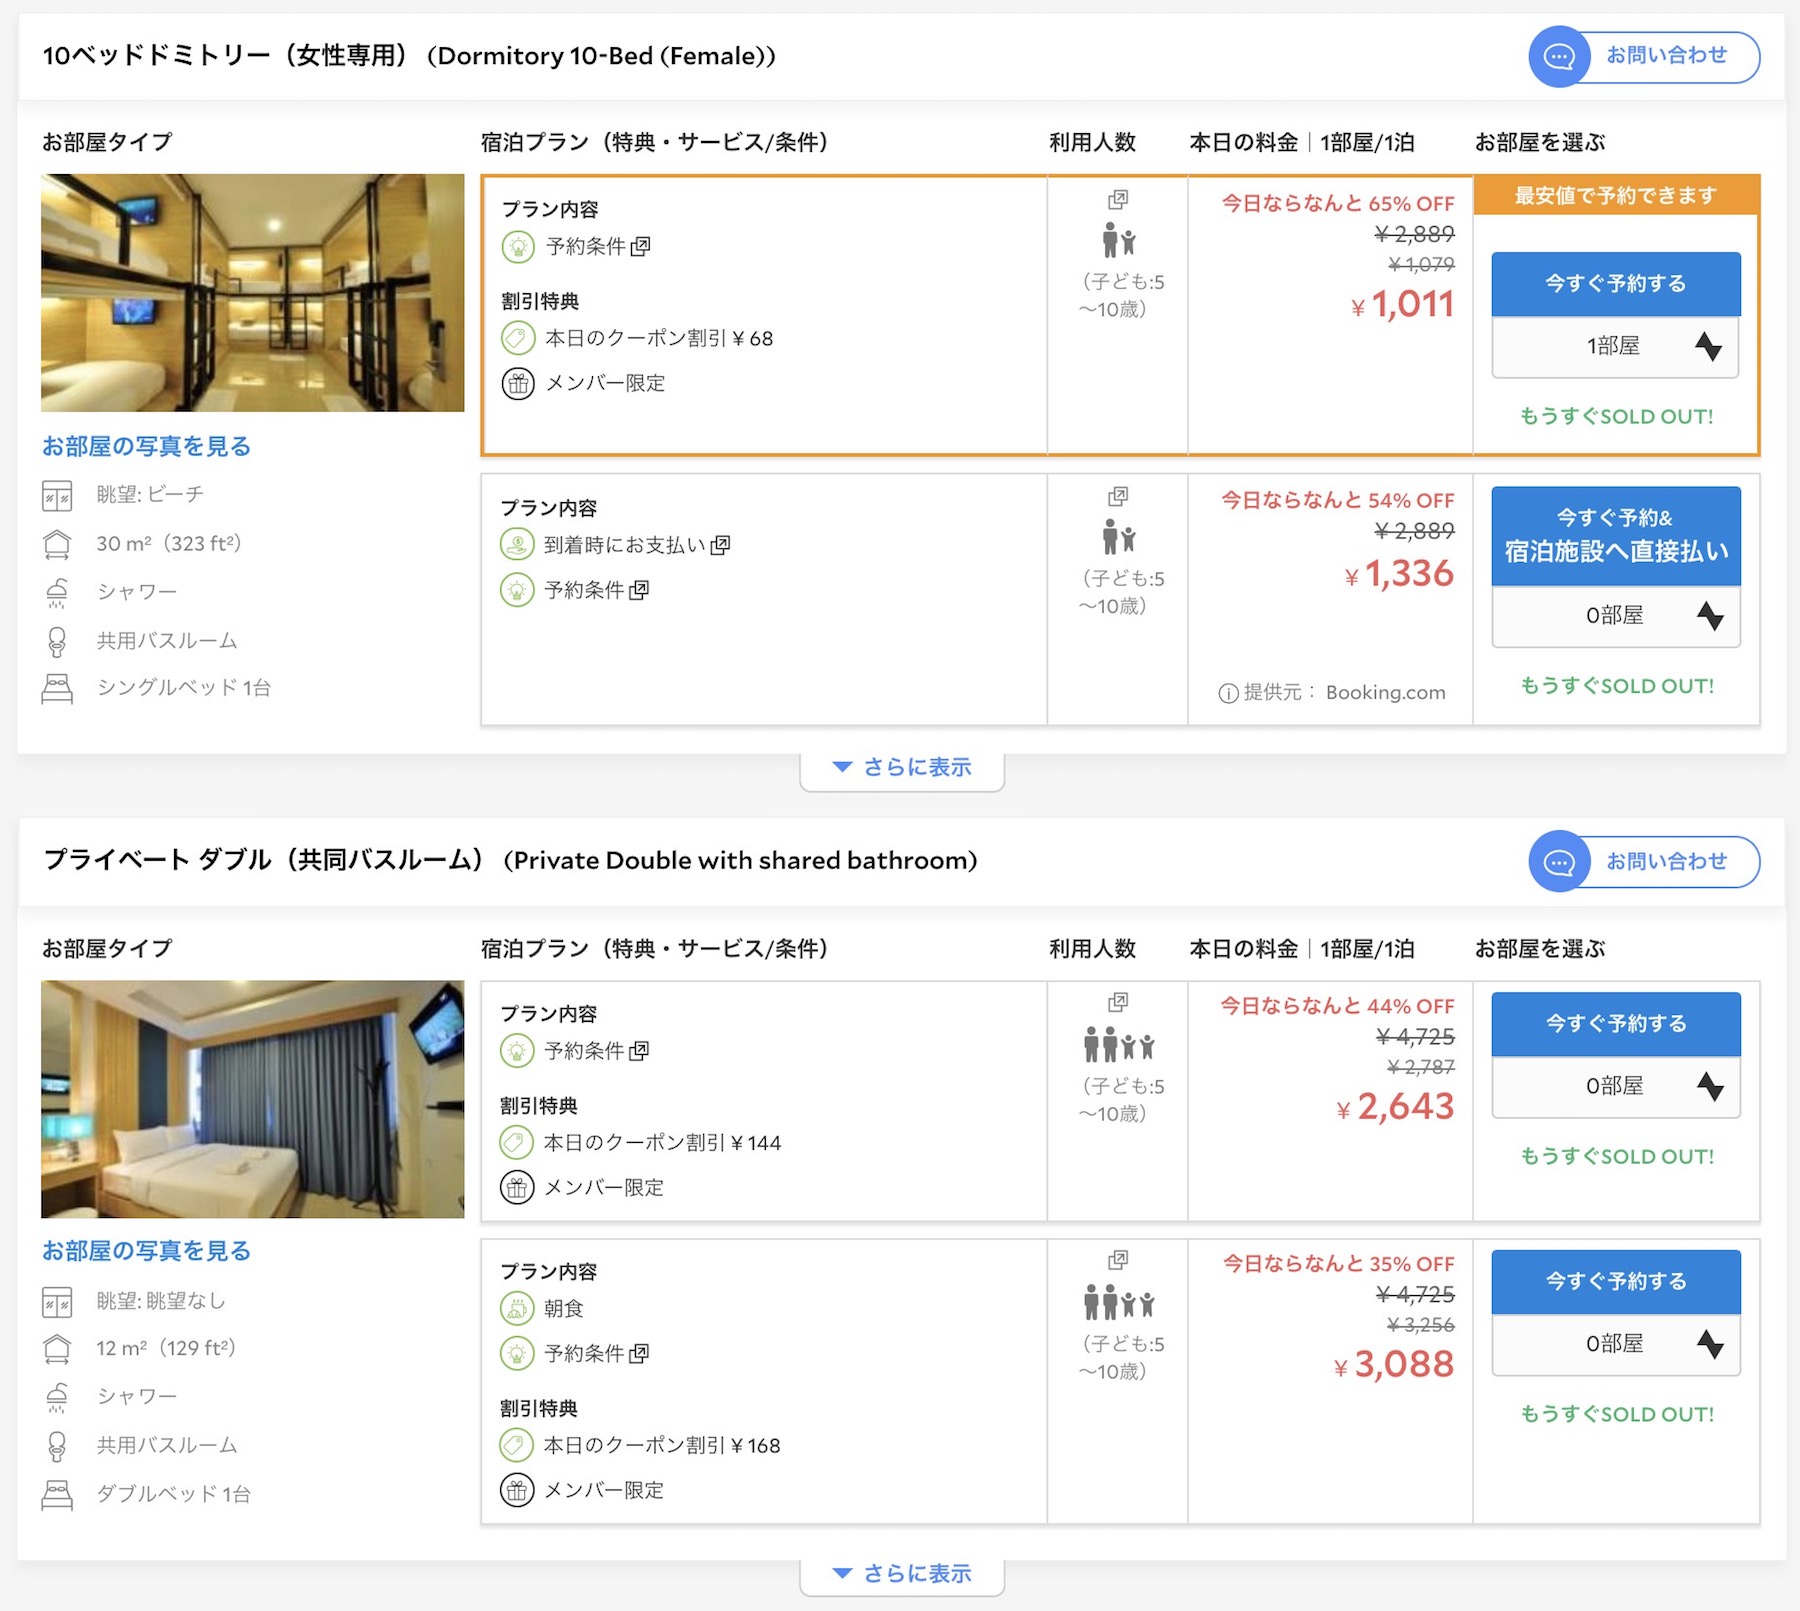 10ベッドドミトリー（女性専用） (Dormitory 10-Bed (Female))
お問い合わせ
お部屋タイプ
宿泊プラン（特典・サービス/条件）
利用人数
本日の料金｜1部屋/1泊
お部屋を選ぶ
お部屋の写真を見る
眺望: ビーチ
30 m²（323 ft²）
シャワー
共用バスルーム
シングルベッド 1台
プラン内容
予約条件
割引特典
本日のクーポン割引 ¥ 68
メンバー限定
（子ども:5
〜10歳）
今日ならなんと 65% OFF
¥ 2,889
¥ 1,079
¥ 1,011
最安値で予約できます
今すぐ予約する
1部屋
もうすぐSOLD OUT!
プラン内容
到着時にお支払い
予約条件
（子ども:5
〜10歳）
今日ならなんと 54% OFF
¥ 2,889
¥ 1,336
提供元： Booking.com
今すぐ予約&
宿泊施設へ直接払い
0部屋
もうすぐSOLD OUT!
さらに表示
プライベート ダブル（共同バスルーム） (Private Double with shared bathroom)
お問い合わせ
お部屋タイプ
宿泊プラン（特典・サービス/条件）
利用人数
本日の料金｜1部屋/1泊
お部屋を選ぶ
お部屋の写真を見る
眺望: 眺望なし
12 m²（129 ft²）
シャワー
共用バスルーム
ダブルベッド 1台
プラン内容
予約条件
割引特典
本日のクーポン割引 ¥ 144
メンバー限定
（子ども:5
〜10歳）
今日ならなんと 44% OFF
¥ 4,725
¥ 2,787
¥ 2,643
今すぐ予約する
0部屋
もうすぐSOLD OUT!
プラン内容
朝食
予約条件
割引特典
本日のクーポン割引 ¥ 168
メンバー限定
（子ども:5
〜10歳）
今日ならなんと 35% OFF
¥ 4,725
¥ 3,256
¥ 3,088
今すぐ予約する
0部屋
もうすぐSOLD OUT!
さらに表示